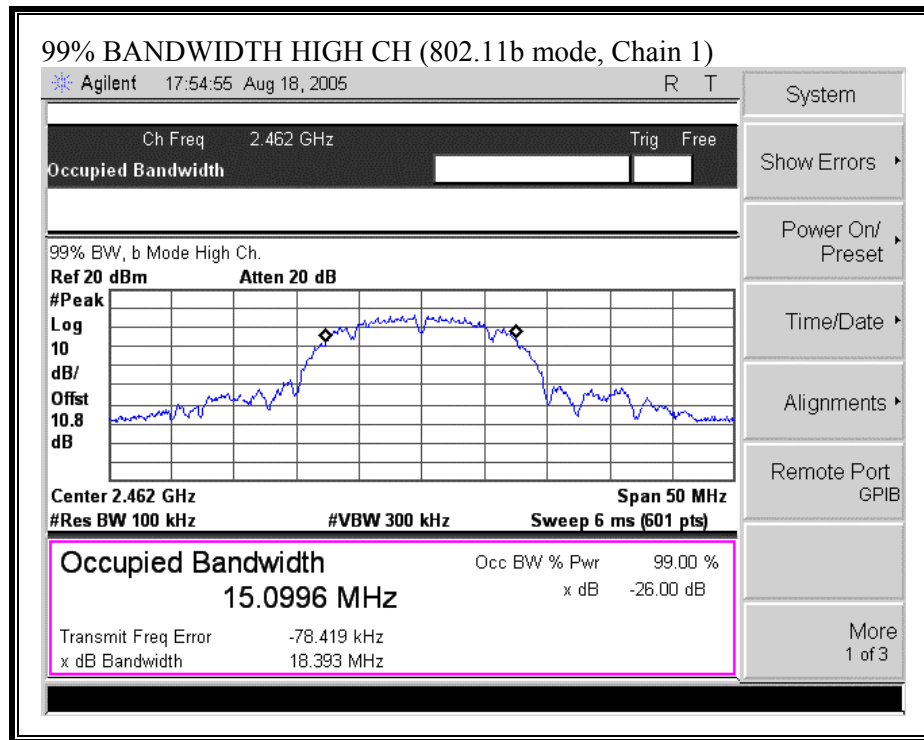 99% BANDWIDTH HIGH CH (802.11b mode, Chain 1)
Agilent 17:54:55 Aug 18, 2005 R T
System
Ch Freq 2.462 GHz Trig Free
Occupied Bandwidth
Show Errors
Power On/
Preset
Time/Date
Alignments
Remote Port
GPIB
More
1 of 3
99% BW, b Mode High Ch.
Ref 20 dBm Atten 20 dB
#Peak
Log
10
dB/
Offst
10.8
dB
Center 2.462 GHz Span 50 MHz
#Res BW 100 kHz #VBW 300 kHz Sweep 6 ms (601 pts)
Occupied Bandwidth Occ BW % Pwr 99.00 %
15.0996 MHz x dB -26.00 dB
Transmit Freq Error -78.419 kHz
x dB Bandwidth 18.393 MHz